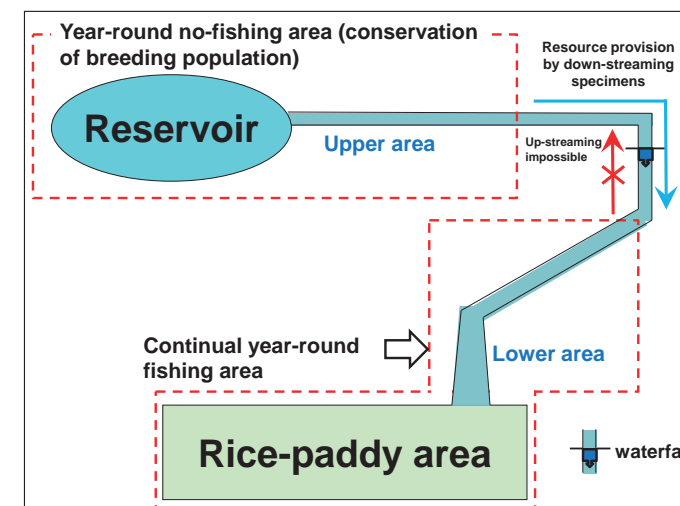 Year-round no-fishing area (conservation
of breeding population)
Resource provision
by down-streaming
specimens
Reservoir
Upper area
Up-streaming
impossible
Continual year-round
fishing area
Lower area
Rice-paddy area
waterfa